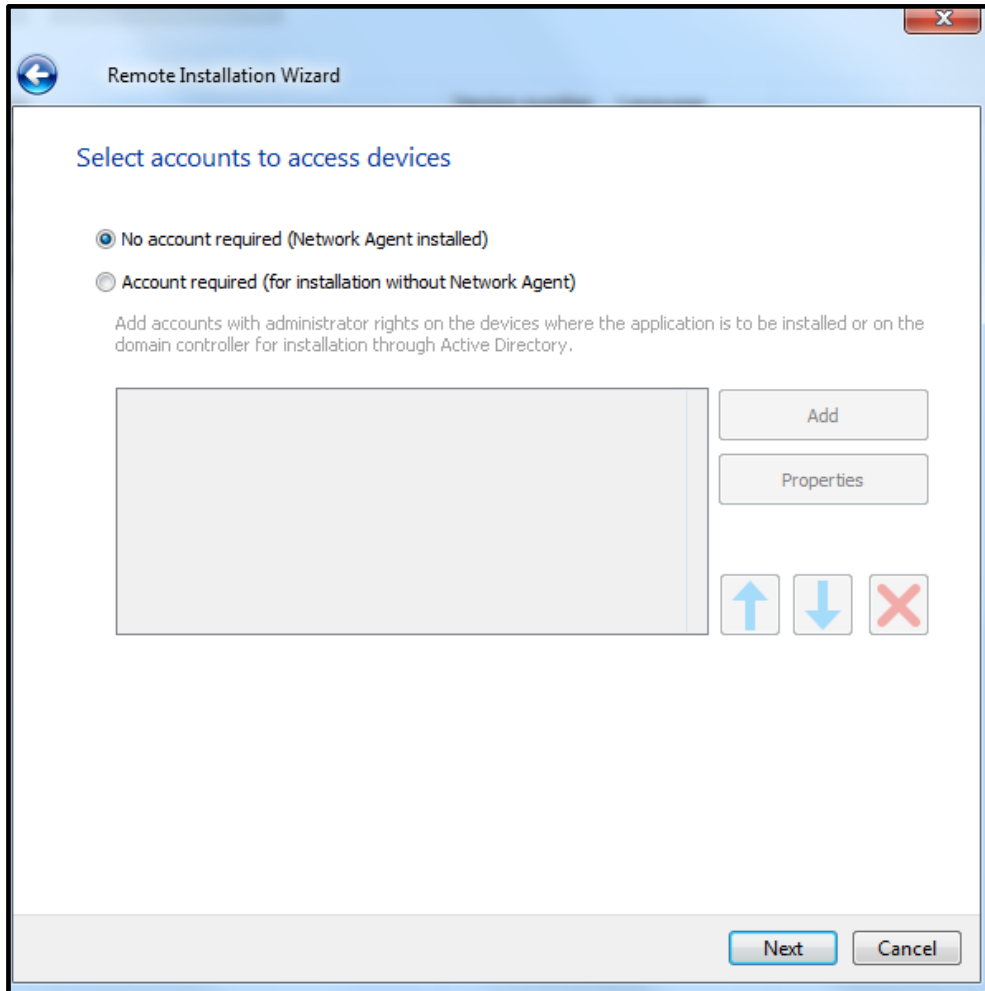 Remote Installation Wizard
Select accounts to access devices
No account required (Network Agent installed)
Account required (for installation without Network Agent)
Add accounts with administrator rights on the devices where the application is to be installed or on the
domain controller for installation through Active Directory.
Add
Properties
Next
Cancel